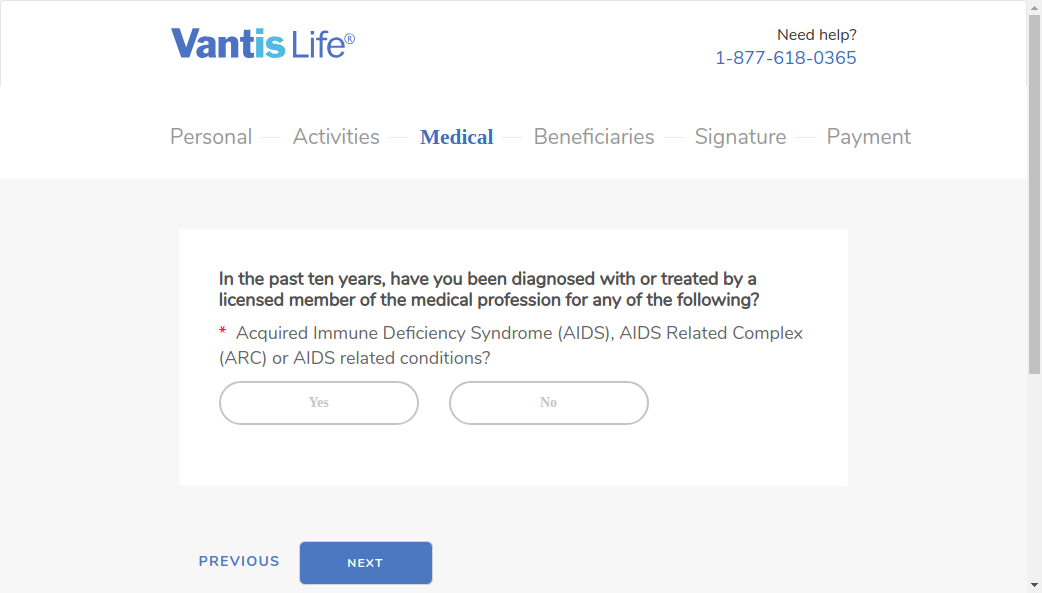 Vantis Life®
Need help?
1-877-618-0365
Personal Activities Medical Beneficiaries Signature Payment
In the past ten years, have you been diagnosed with or treated by a
licensed member of the medical profession for any of the following?
* Acquired Immune Deficiency Syndrome (AIDS), AIDS Related Complex
(ARC) or AIDS related conditions?
Yes No
PREVIOUS NEXT